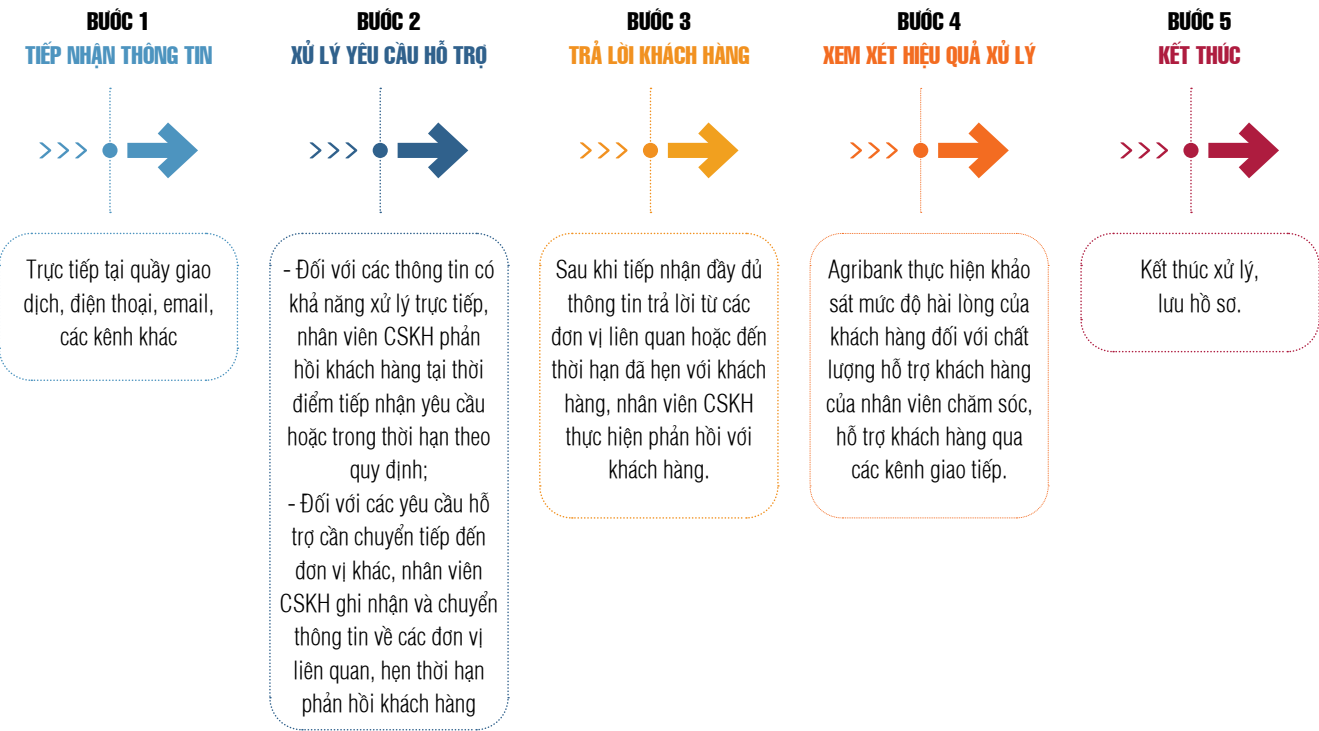 BƯỚC 1
TIẾP NHẬN THÔNG TIN
Trực tiếp tại quầy giao
dịch, điện thoại, email,
các kênh khác
BƯỚC 2
XỬ LÝ YÊU CẦU HỖ TRỢ
- Đối với các thông tin có
khả năng xử lý trực tiếp,
nhân viên CSKH phản
hồi khách hàng tại thời
điểm tiếp nhận yêu cầu
hoặc trong thời hạn theo
quy định;
- Đối với các yêu cầu hỗ
trợ cần chuyển tiếp đến
đơn vị khác, nhân viên
CSKH ghi nhận và chuyển
thông tin về các đơn vị
liên quan, hẹn thời hạn
phản hồi khách hàng
BƯỚC 3
TRẢ LỜI KHÁCH HÀNG
Sau khi tiếp nhận đầy đủ
thông tin trả lời từ các
đơn vị liên quan hoặc đến
thời hạn đã hẹn với khách
hàng, nhân viên CSKH
thực hiện phản hồi với
khách hàng.
BƯỚC 4
XEM XÉT HIỆU QUẢ XỬ LÝ
Agribank thực hiện khảo
sát mức độ hài lòng của
khách hàng đối với chất
lượng hỗ trợ khách hàng
của nhân viên chăm sóc,
hỗ trợ khách hàng qua
các kênh giao tiếp.
BƯỚC 5
KẾT THÚC
Kết thúc xử lý,
lưu hồ sơ.